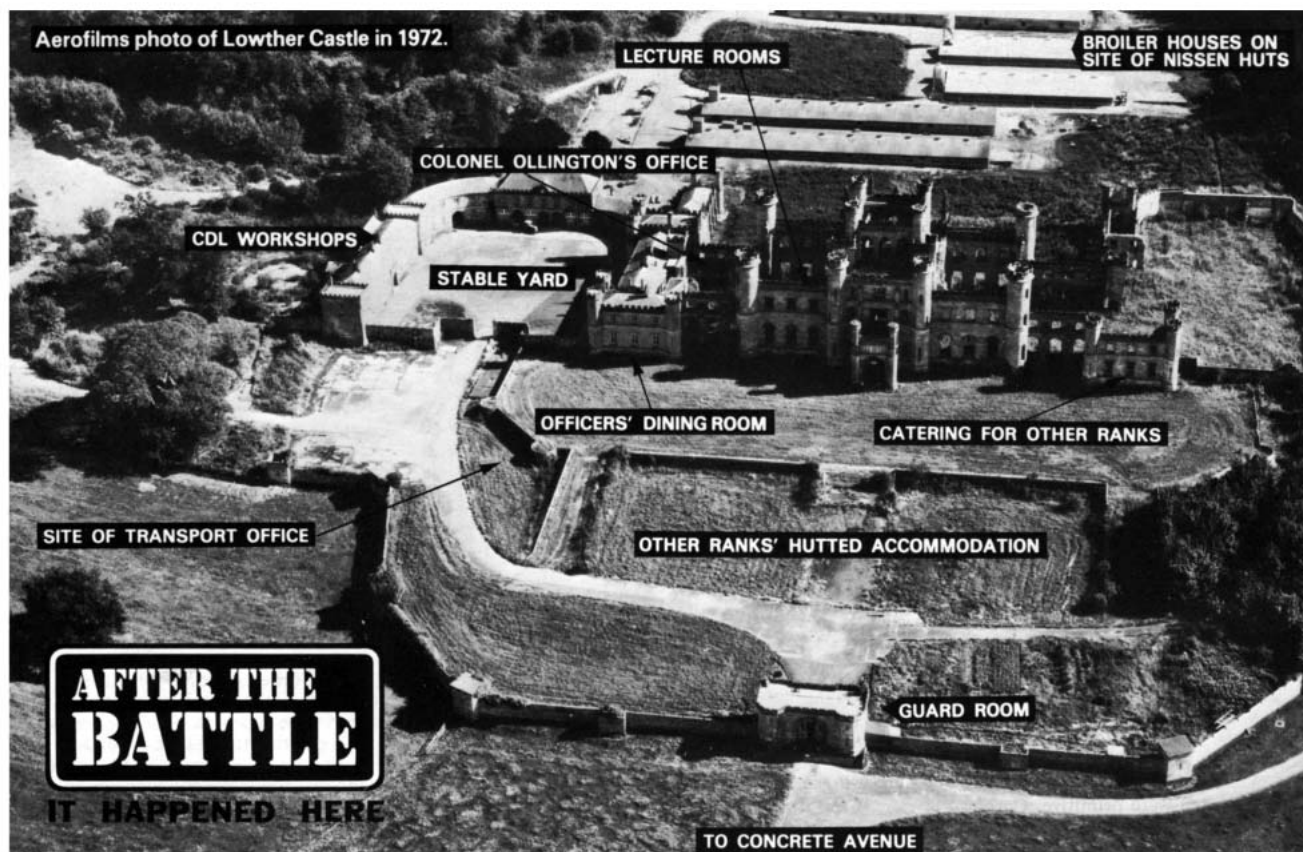 Aerofilms photo of Lowther Castle in 1972.
LECTURE ROOMS
BROILER HOUSES ON
SITE OF NISSEN HUTS
COLONEL OLLINGTON'S OFFICE
CDL WORKSHOPS
STABLE YARD
OFFICERS' DINING ROOM
CATERING FOR OTHER RANKS
SITE OF TRANSPORT OFFICE
OTHER RANKS' HUTTED ACCOMMODATION
GUARD ROOM
AFTER THE
BATTLE
IT HAPPENED HERE
TO CONCRETE AVENUE